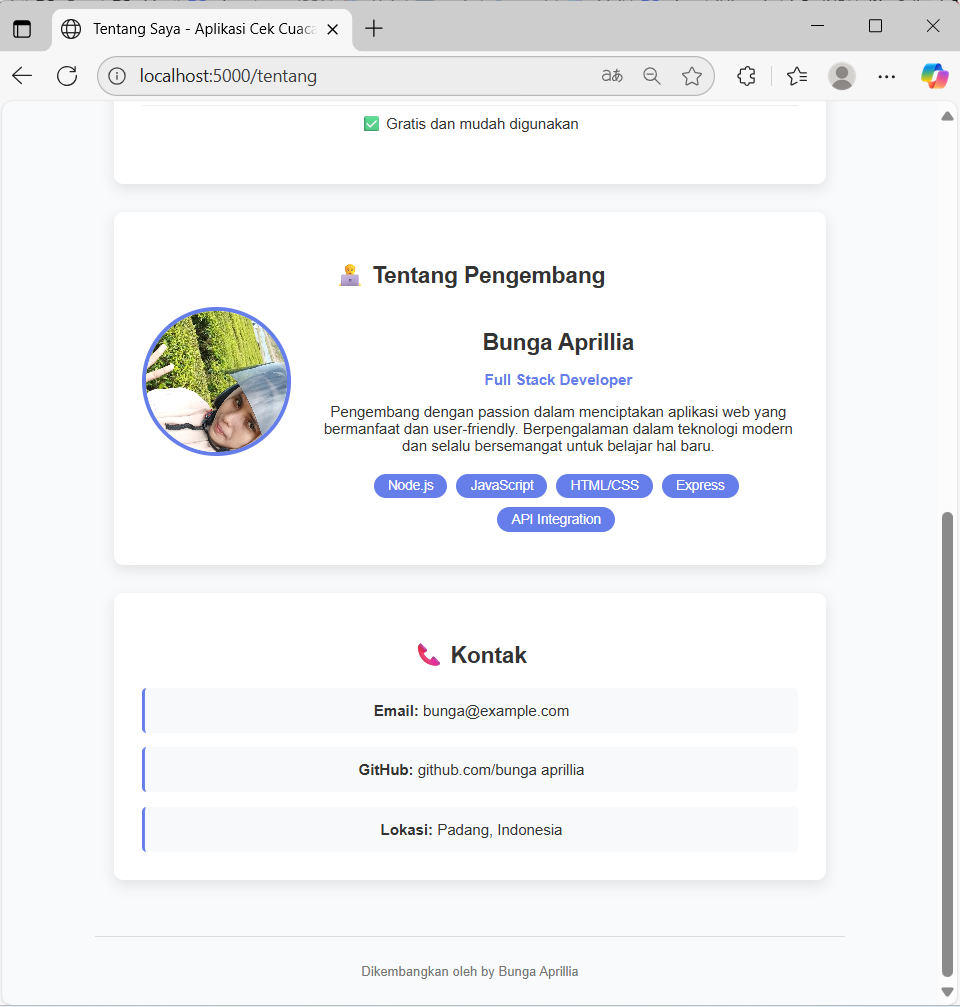 Tentang Saya - Aplikasi Cek Cuaca
localhost:5000/tentang
✅ Gratis dan mudah digunakan
Tentang Pengembang
Bunga Aprillia
Full Stack Developer
Pengembang dengan passion dalam menciptakan aplikasi web yang
bermanfaat dan user-friendly. Berpengalaman dalam teknologi modern
dan selalu bersemangat untuk belajar hal baru.
Node.js JavaScript HTML/CSS Express
API Integration
Kontak
Email: bunga@example.com
GitHub: github.com/bunga aprillia
Lokasi: Padang, Indonesia
Dikembangkan oleh by Bunga Aprillia